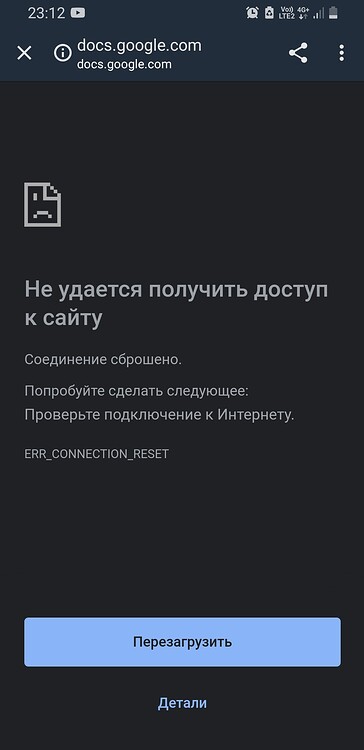 23:12 Vo)) LTE2 4G+
docs.google.com
docs.google.com
Не удается получить доступ
к сайту
Соединение сброшено.
Попробуйте сделать следующее:
Проверьте подключение к Интернету.
ERR_CONNECTION_RESET
Перезагрузить
Детали